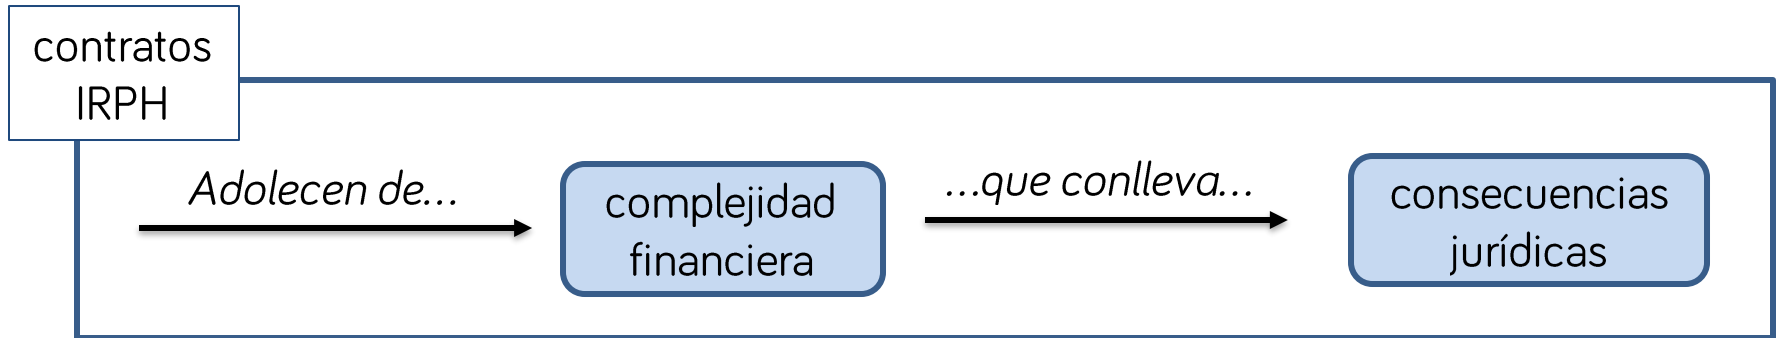 contratos
IRPH
Adolecen de...
complejidad
financiera
...que conlleva...
consecuencias
jurídicas